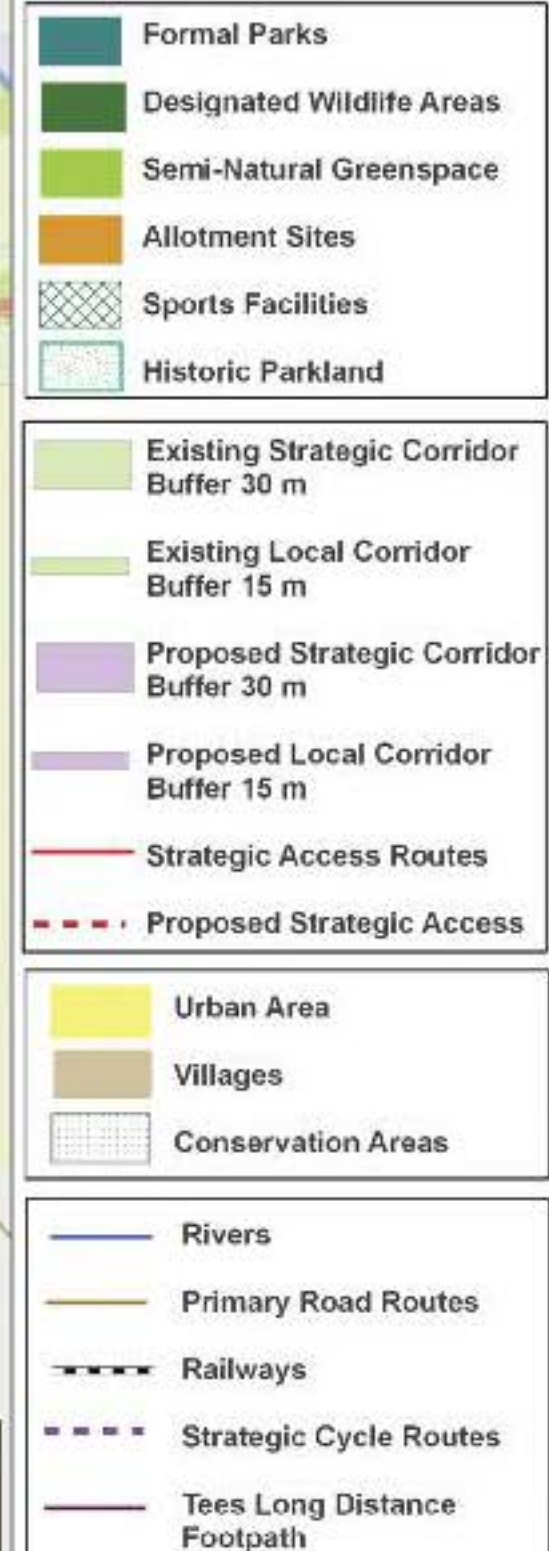 Formal Parks
Designated Wildlife Areas
Semi-Natural Greenspace
Allotment Sites
Sports Facilities
Historic Parkland
Existing Strategic Corridor
Buffer 30 m
Existing Local Corridor
Buffer 15 m
Proposed Strategic Corridor
Buffer 30 m
Proposed Local Corridor
Buffer 15 m
Strategic Access Routes
Proposed Strategic Access
Urban Area
Villages
Conservation Areas
Rivers
Primary Road Routes
Railways
Strategic Cycle Routes
Tees Long Distance
Footpath